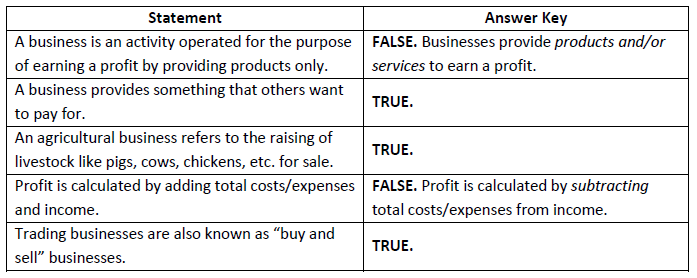 Statement
Answer Key
A business is an activity operated for the purpose
of earning a profit by providing products only.
FALSE. Businesses provide products and/or
services to earn a profit.
A business provides something that others want
to pay for.
TRUE.
An agricultural business refers to the raising of
livestock like pigs, cows, chickens, etc. for sale.
TRUE.
Profit is calculated by adding total costs/expenses
and income.
FALSE. Profit is calculated by subtracting
total costs/expenses from income.
Trading businesses are also known as “buy and
sell” businesses.
TRUE.